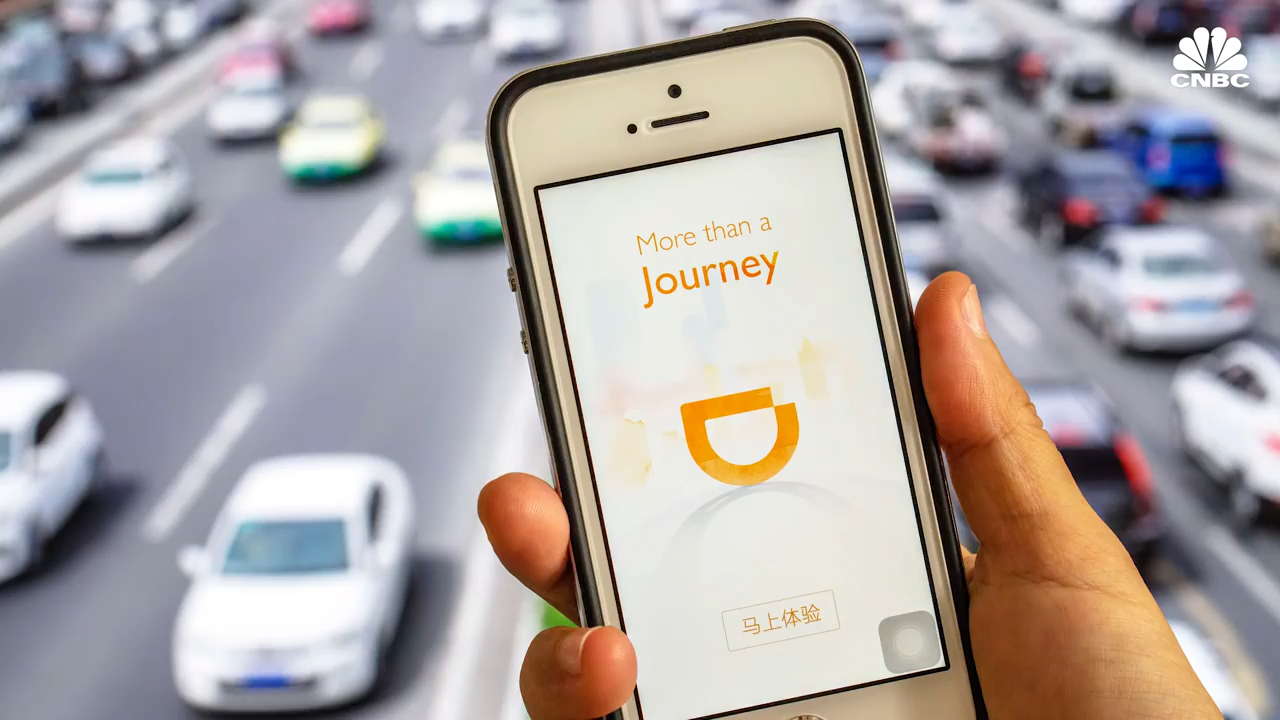 CNBC
More than a
Journey
马上体验